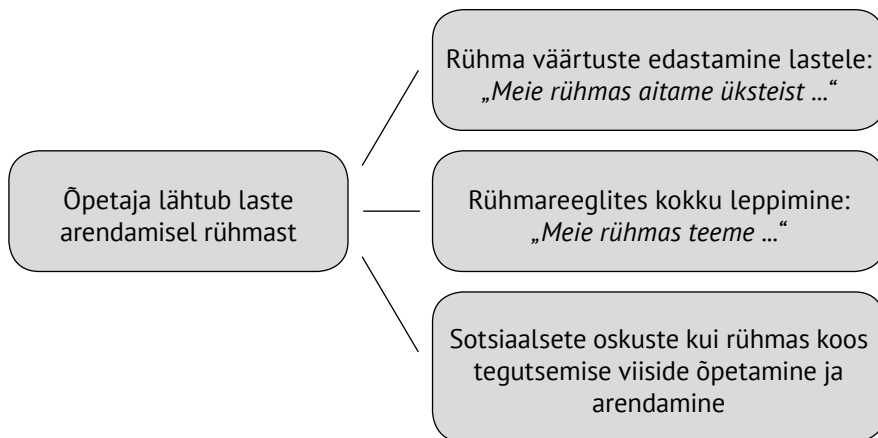 Rühma väärtuste edastamine lastele:
„Meie rühmas aitame üksteist ...“
Õpetaja lähtub laste
arendamisel rühmast
Rühmareeglites kokku leppimine:
„Meie rühmas teeme ...“
Sotsiaalsete oskuste kui rühmas koos
tegutsemise viiside õpetamine ja
arendamine